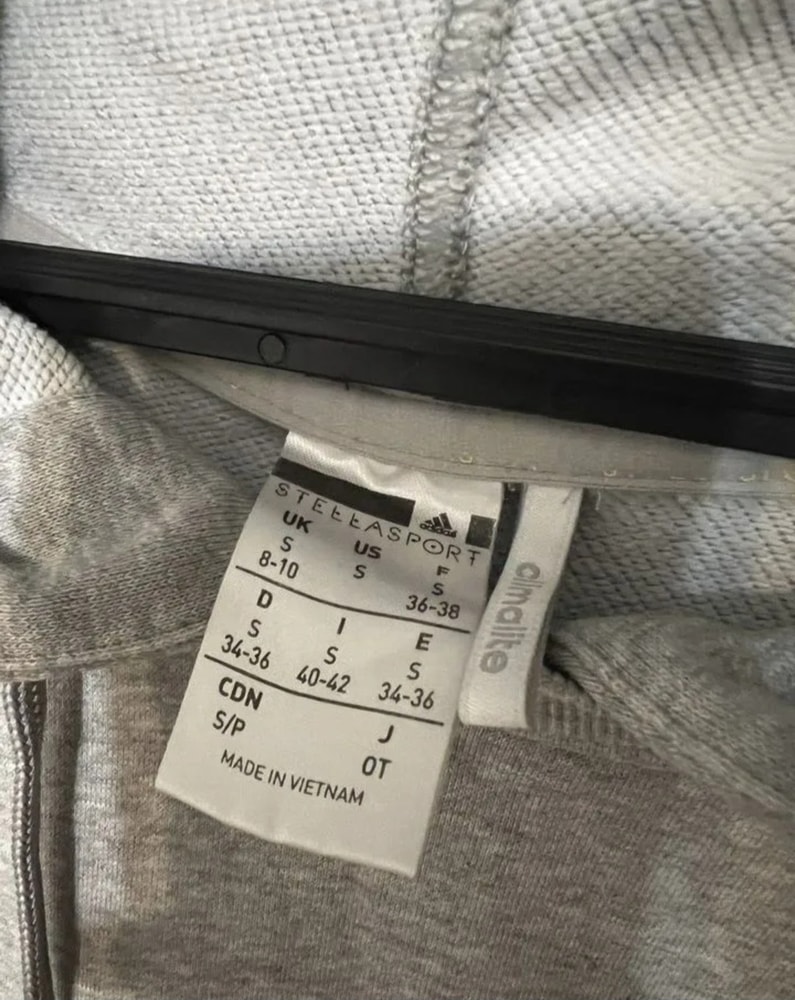 STELLASPORT
adidas
UK US F
S S S
8-10 36-38
D I E
S S S
34-36 40-42 34-36
CDN J
S/P OT
MADE IN VIETNAM
climalite